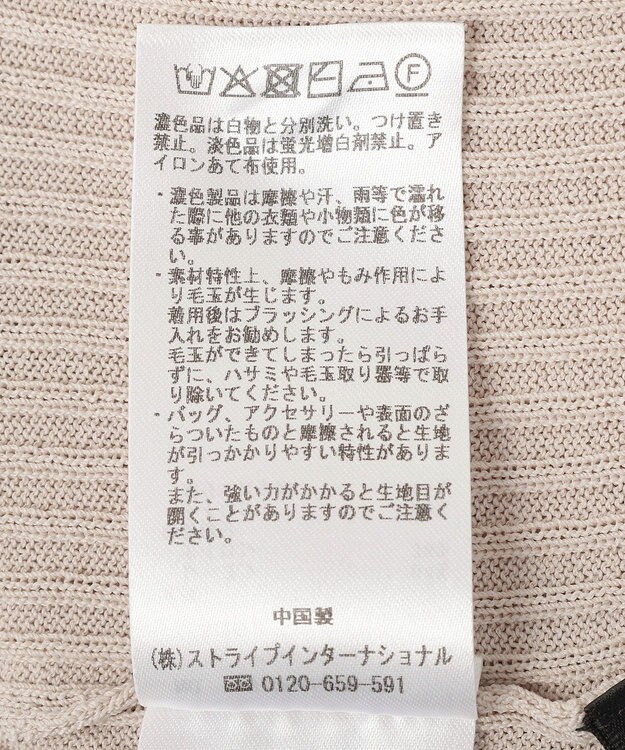 濃色品は白物と分別洗い。つけ置き
禁止。淡色品は蛍光増白剤禁止。ア
イロンあて布使用。
・濃色製品は摩擦や汗、雨等で濡れ
た際に他の衣類や小物類に色が移
る事がありますのでご注意くださ
い。
・素材特性上、摩擦やもみ作用によ
り毛玉が生じます。
着用後はブラッシングによるお手
入れをお勧めします。
毛玉ができてしまったら引っぱら
ずに、ハサミや毛玉取り器等で取
り除いてください。
・バッグ、アクセサリーや表面のざ
らついたものと摩擦されると生地
が引っかかりやすい特性がありま
す。
また、強い力がかかると生地目が
開くことがありますのでご注意く
ださい。
中国製
(株)ストライプインターナショナル
0120-659-591
F